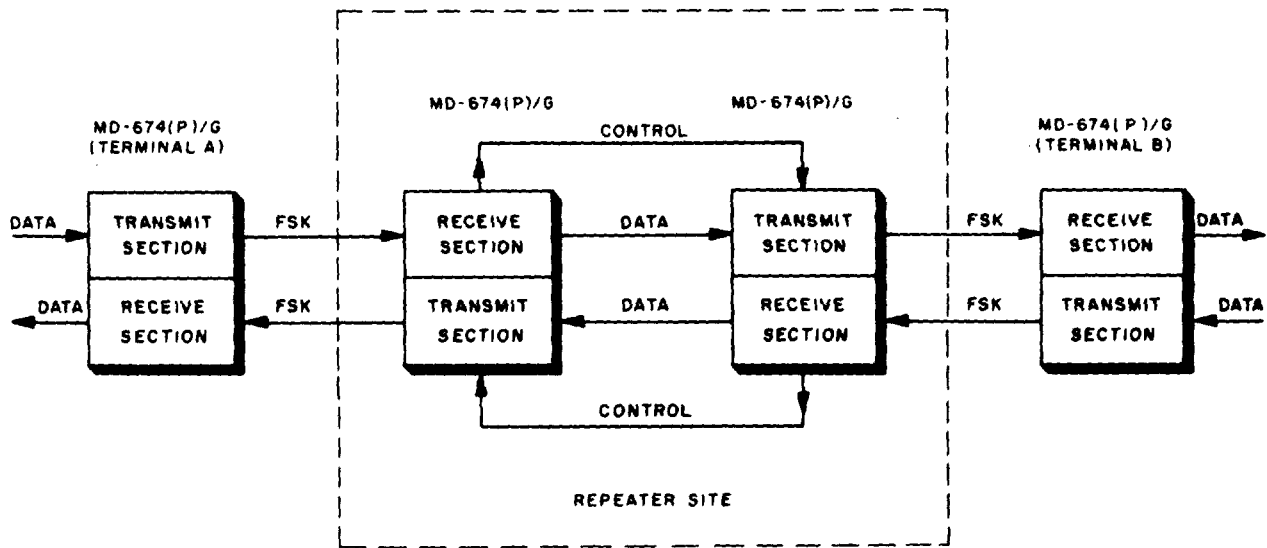 MD-674(P)/G
(TERMINAL A)
MD-674(P)/G
MD-674(P)/G
MD-674(P)/G
(TERMINAL B)
CONTROL
DATA
TRANSMIT
SECTION
FSK
RECEIVE
SECTION
DATA
TRANSMIT
SECTION
FSK
RECEIVE
SECTION
DATA
DATA
RECEIVE
SECTION
FSK
TRANSMIT
SECTION
DATA
RECEIVE
SECTION
FSK
TRANSMIT
SECTION
DATA
CONTROL
REPEATER SITE